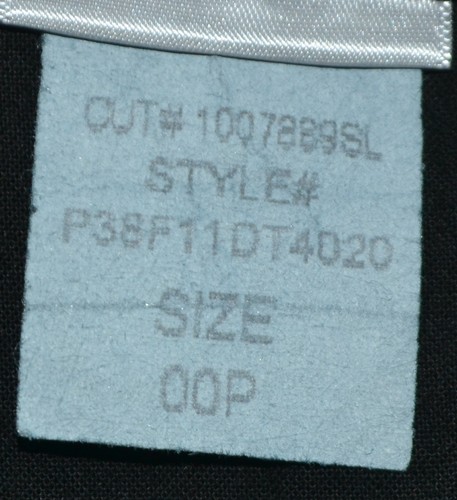 CUT# 1007889SL
STYLE#
P38F11DT4020
SIZE
00P